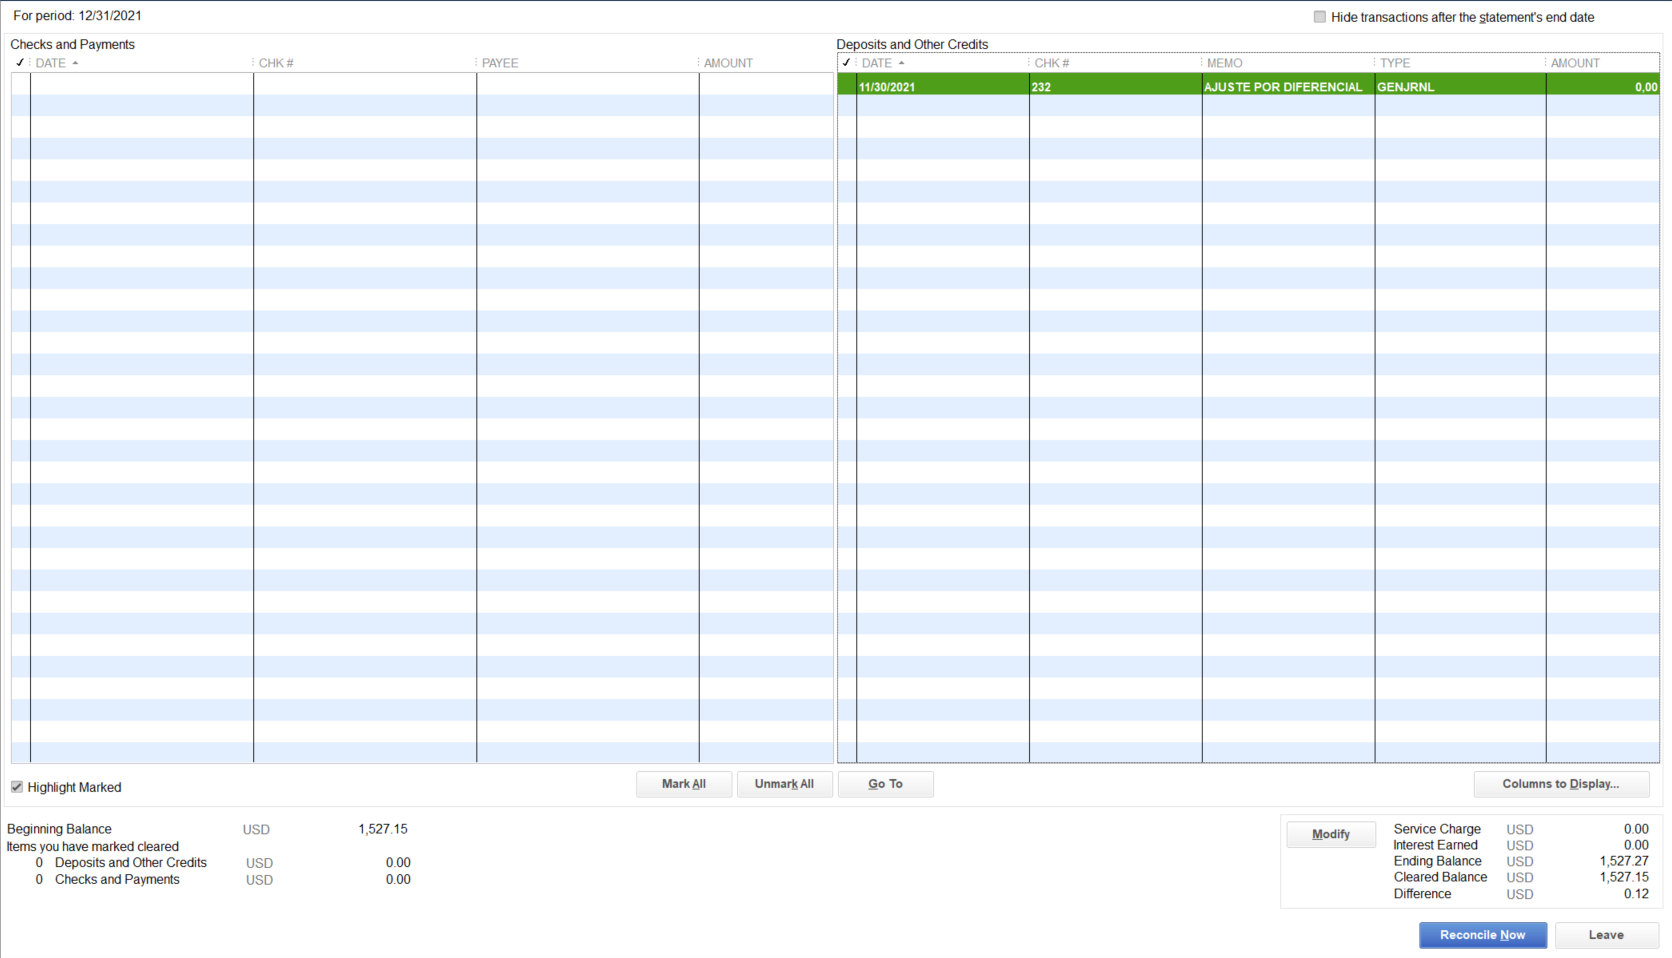 For period: 12/31/2021
Hide transactions after the statement's end date
Checks and Payments
✓ DATE CHK # PAYEE AMOUNT
Deposits and Other Credits
✓ DATE CHK # MEMO TYPE AMOUNT
11/30/2021 232 AJUSTE POR DIFERENCIAL GENJRNL 0,00
Highlight Marked
Mark All
Unmark All
Go To
Columns to Display...
Beginning Balance USD 1,527.15
Items you have marked cleared
0 Deposits and Other Credits USD 0.00
0 Checks and Payments USD 0.00
Modify
Service Charge USD 0.00
Interest Earned USD 0.00
Ending Balance USD 1,527.27
Cleared Balance USD 1,527.15
Difference USD 0.12
Reconcile Now
Leave